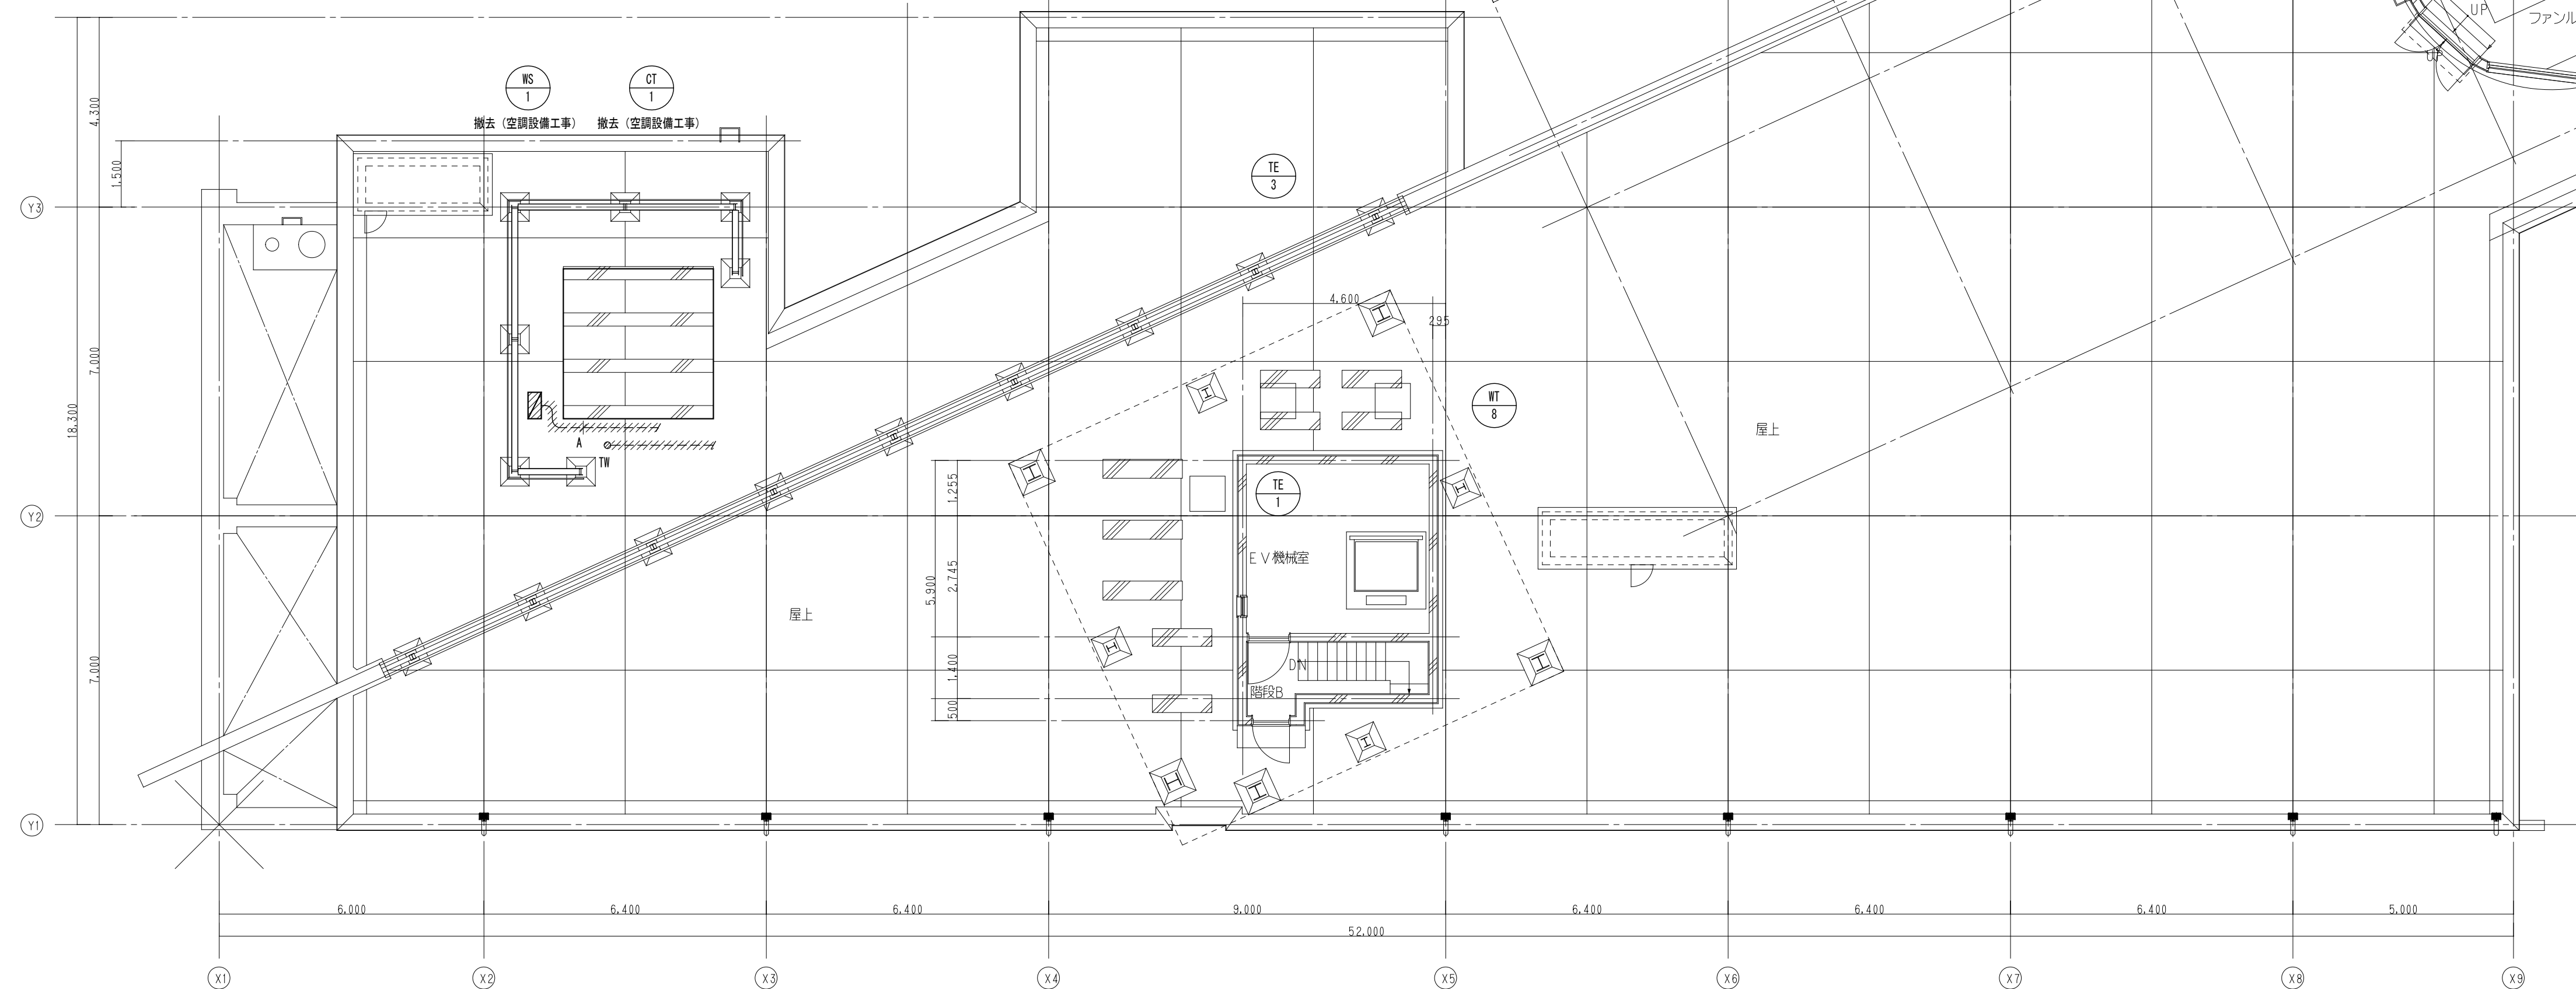 UP
ファンル
UP
WS
1
CT
1
撤去（空調設備工事）
撤去（空調設備工事）
4,300
1,500
TE
3
Y3
4,600
295
7,000
18,300
WT
8
屋上
A
TW
1,255
TE
1
Y2
EV機械室
5,900
2,745
屋上
7,000
1,400
DN
階段B
500
Y1
6,000
6,400
6,400
9,000
6,400
6,400
6,400
5,000
52,000
X1
X2
X3
X4
X5
X6
X7
X8
X9